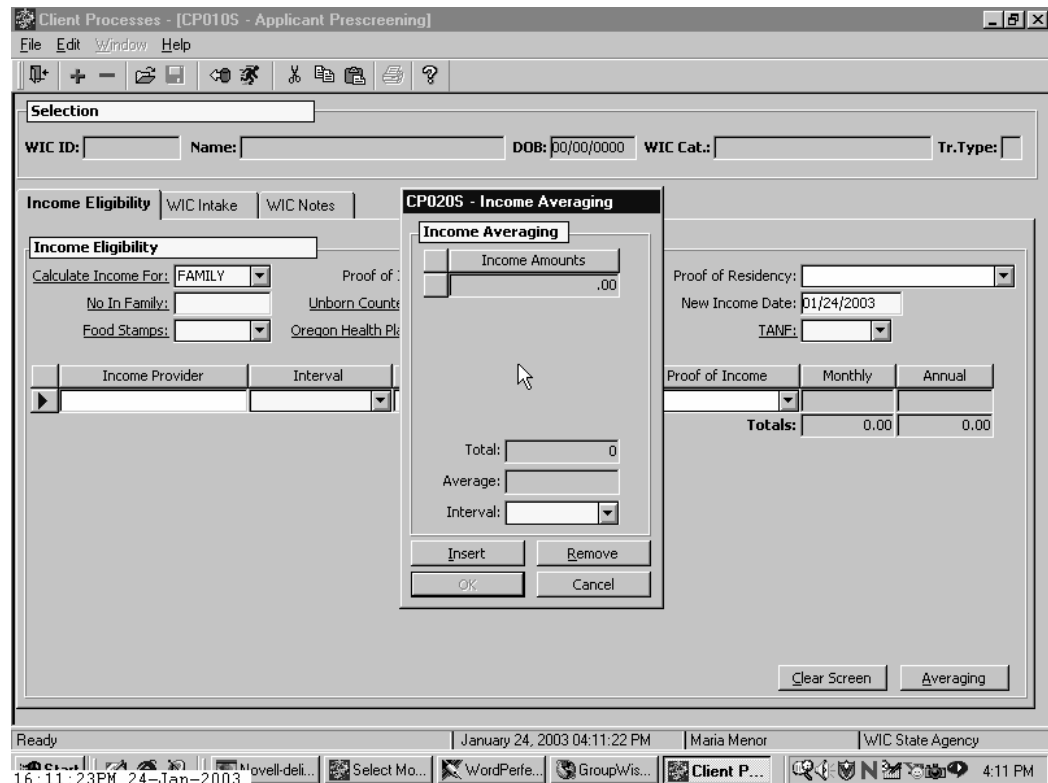 Client Processes - [CP010S - Applicant Prescreening]
File Edit Window Help
Selection
WIC ID: Name: DOB: 00/00/0000 WIC Cat.: Tr.Type:
Income Eligibility WIC Intake WIC Notes
CP020S - Income Averaging
Income Averaging
Income Amounts
.00
Total: 0
Average:
Interval:
Insert Remove
OK Cancel
Income Eligibility
Calculate Income For: FAMILY Proof of Proof of Residency:
No In Family: Unborn New Income Date: 01/24/2003
Food Stamps: Oregon Health TANF:
Income Provider Interval Proof of Income Monthly Annual
Totals: 0.00 0.00
Clear Screen Averaging
Ready January 24, 2003 04:11:22 PM Maria Menor WIC State Agency
Novell-deli... Select Mo... WordPerfe... GroupWis... Client P... 4:11 PM
16:11:23PM 24-Jan-2003